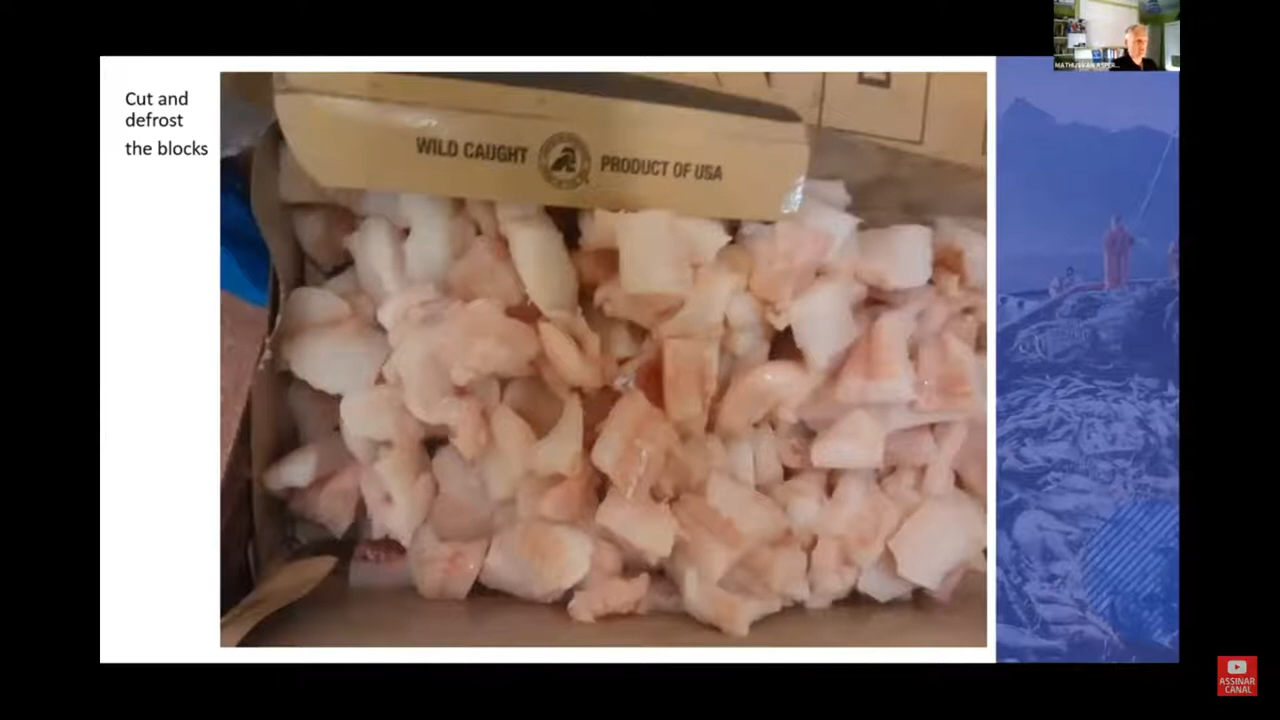 Cut and
defrost
the blocks
WILD CAUGHT
PRODUCT OF USA
ASSINAR
CANAL